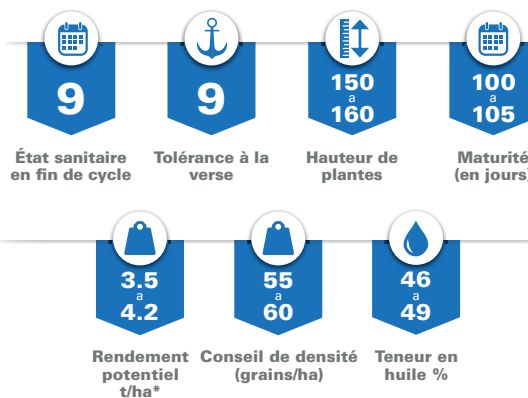 9
9
150
a
160
100
a
105
État sanitaire
en fin de cycle
Tolérance à la
verse
Hauteur de
plantes
Maturité
(en jours)
3.5
a
4.2
55
a
60
46
a
49
Rendement
potentiel
t/ha*
Conseil de densité
(grains/ha)
Teneur en
huile %